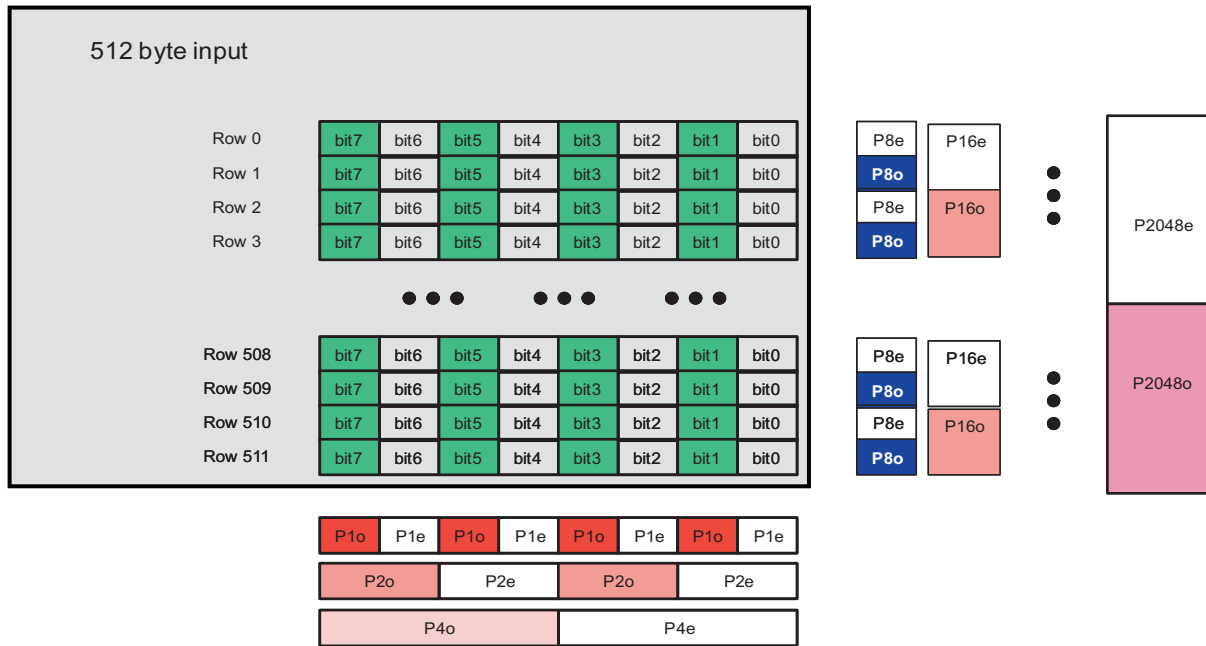 512 byte input
Row 0 bit7 bit6 bit5 bit4 bit3 bit2 bit1 bit0 P8e P16e
Row 1 bit7 bit6 bit5 bit4 bit3 bit2 bit1 bit0 P8o
Row 2 bit7 bit6 bit5 bit4 bit3 bit2 bit1 bit0 P8e P16o
Row 3 bit7 bit6 bit5 bit4 bit3 bit2 bit1 bit0 P8o
P2048e
Row 508 bit7 bit6 bit5 bit4 bit3 bit2 bit1 bit0 P8e P16e
Row 509 bit7 bit6 bit5 bit4 bit3 bit2 bit1 bit0 P8o P2048o
Row 510 bit7 bit6 bit5 bit4 bit3 bit2 bit1 bit0 P8e P16o
Row 511 bit7 bit6 bit5 bit4 bit3 bit2 bit1 bit0 P8o
P1o P1e P1o P1e P1o P1e P1o P1e
P2o P2e P2o P2e
P4o P4e